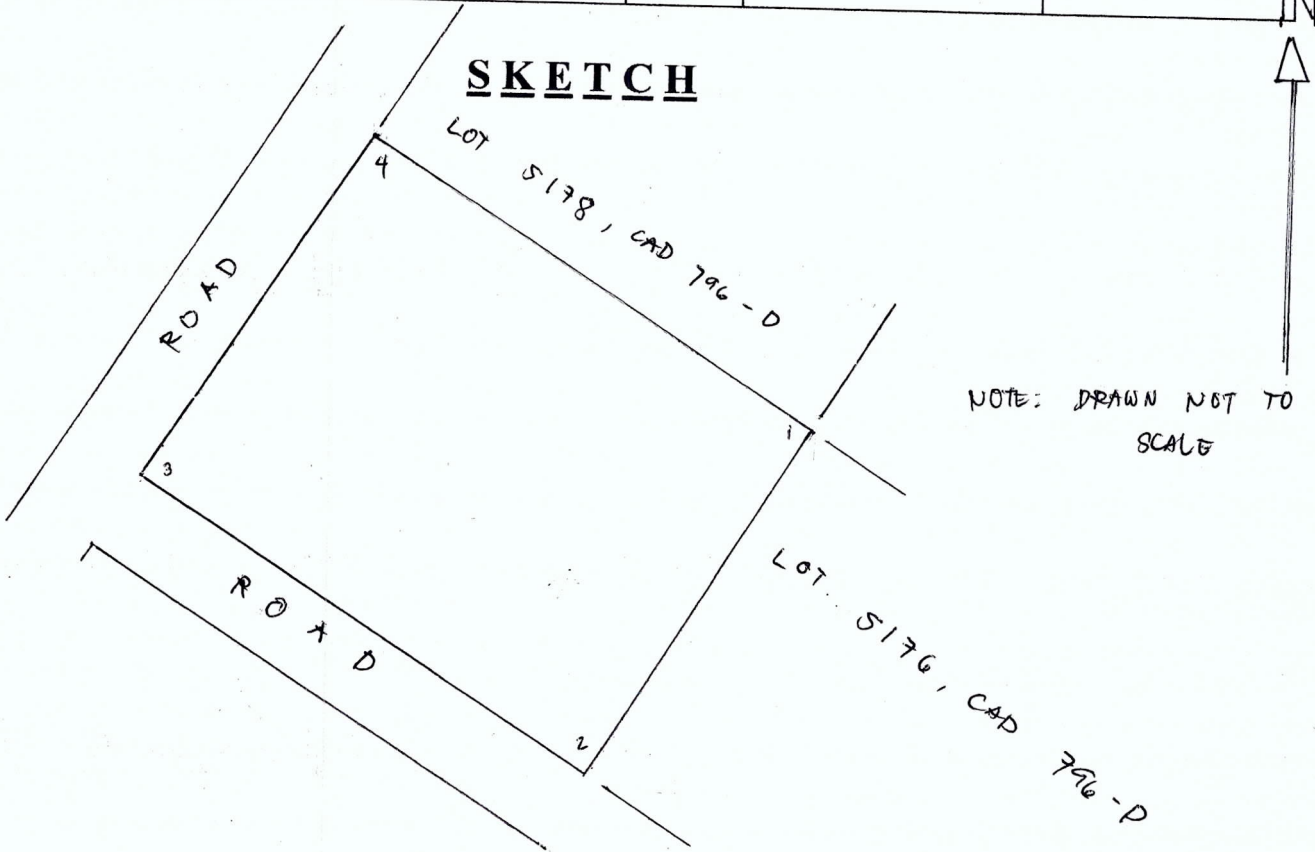 N
SKETCH
LOT 5178, CAD 796-D
4
ROAD
1
NOTE: DRAWN NOT TO
SCALE
3
ROAD
LOT. 5176, CAD 796-D
2